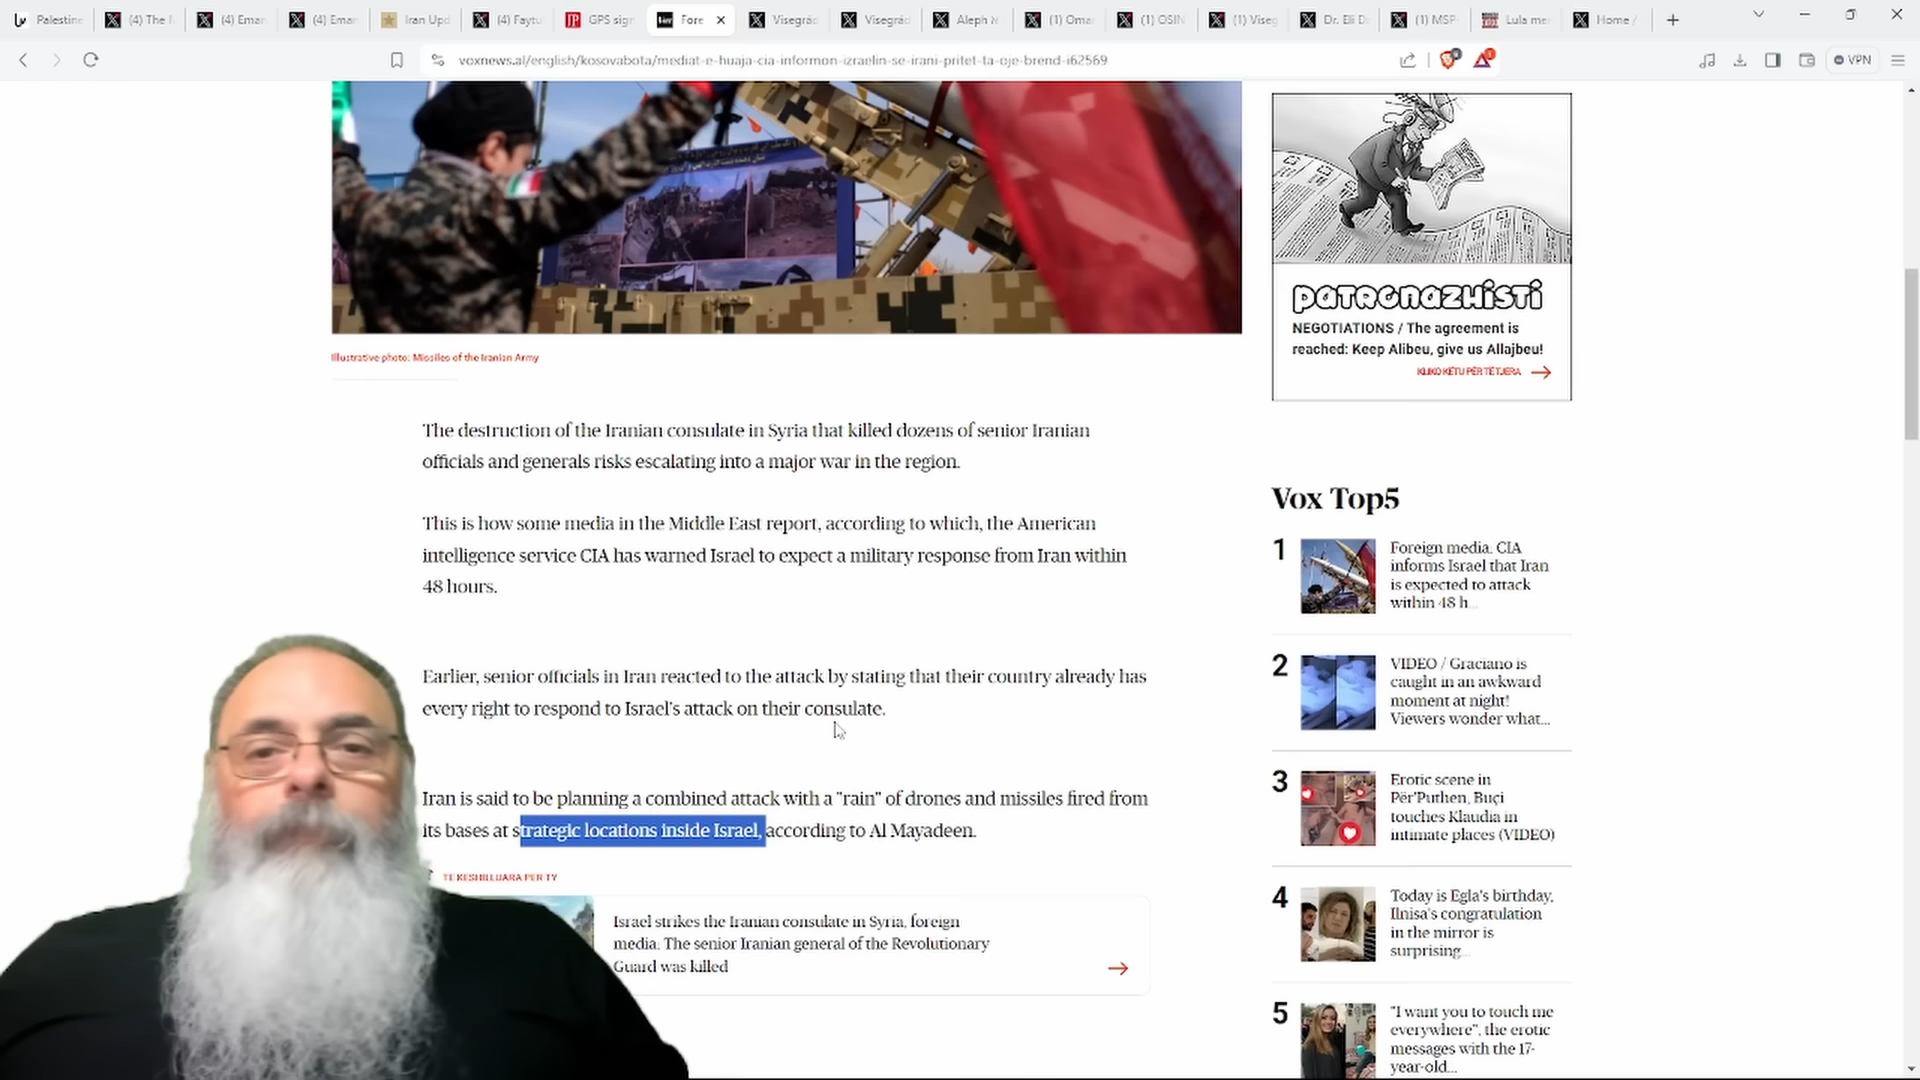 Palestine
(4) The
(4) Eman
(4) Eman
Iran Upd
(4) Faytu
GPS sign
Fore
Visegrád
Visegrád
Aleph
(1) Omar
(1) OSIN
(1) Viseg
Dr. Eli D
(1) MSP
Lula me
Home /
voxnews.al/english/kosovabota/mediat-e-huaja-cia-informon-izraelin-se-irani-pritet-ta-oje-brend-i62569
VPN
Illustrative photo: Missiles of the Iranian Army
The destruction of the Iranian consulate in Syria that killed dozens of senior Iranian
officials and generals risks escalating into a major war in the region.
This is how some media in the Middle East report, according to which, the American
intelligence service CIA has warned Israel to expect a military response from Iran within
48 hours.
Earlier, senior officials in Iran reacted to the attack by stating that their country already has
every right to respond to Israel's attack on their consulate.
Iran is said to be planning a combined attack with a "rain" of drones and missiles fired from
its bases at strategic locations inside Israel, according to Al Mayadeen.
TË KËSHILLUARA PËR TY
Israel strikes the Iranian consulate in Syria, foreign
media: The senior Iranian general of the Revolutionary
Guard was killed
PATRONAZHISTI
NEGOTIATIONS / The agreement is
reached: Keep Alibeu, give us Allajbeu!
KLIKO KËTU PËR TË TJERA
Vox Top5
1
Foreign media: CIA
informs Israel that Iran
is expected to attack
within 48 h...
2
VIDEO / Graciano is
caught in an awkward
moment at night!
Viewers wonder what...
3
Erotic scene in
Për'Puthen, Buçi
touches Klaudia in
intimate places (VIDEO)
4
Today is Egla's birthday,
Ilnisa's congratulation
in the mirror is
surprising...
5
"I want you to touch me
everywhere", the erotic
messages with the 17-
year-old...